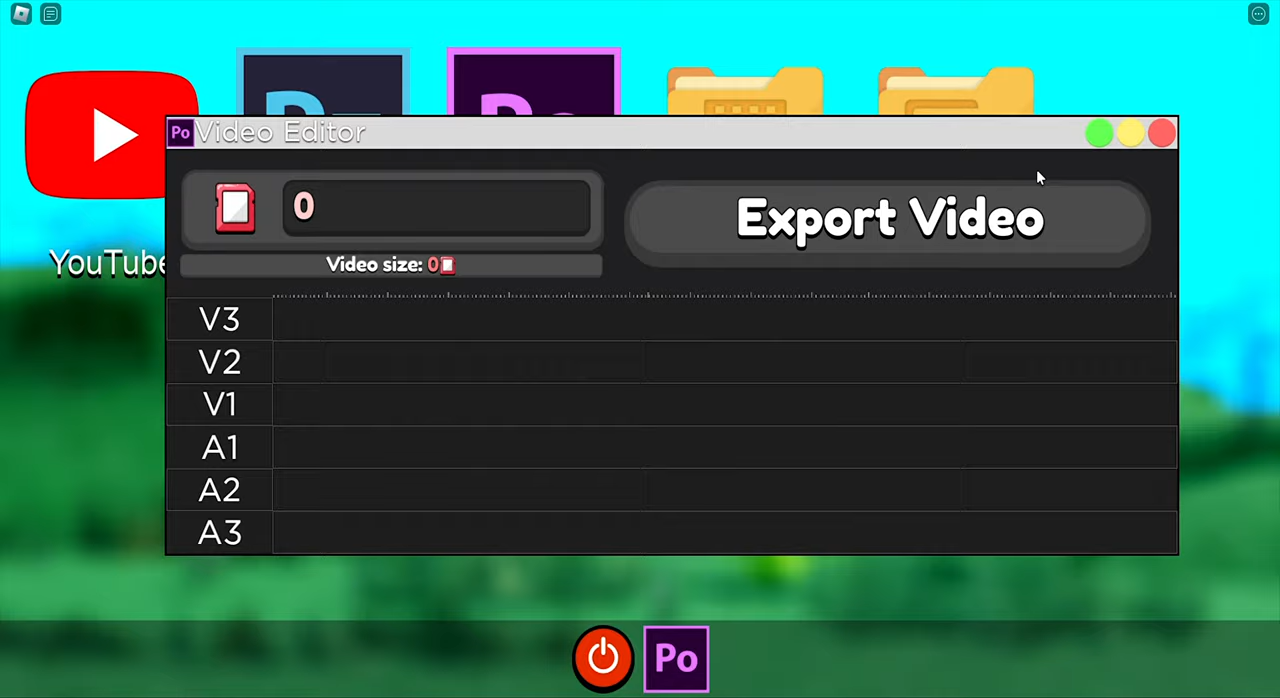 Po Video Editor
0
Export Video
YouTube
Video size: 0
V3
V2
V1
A1
A2
A3
Po